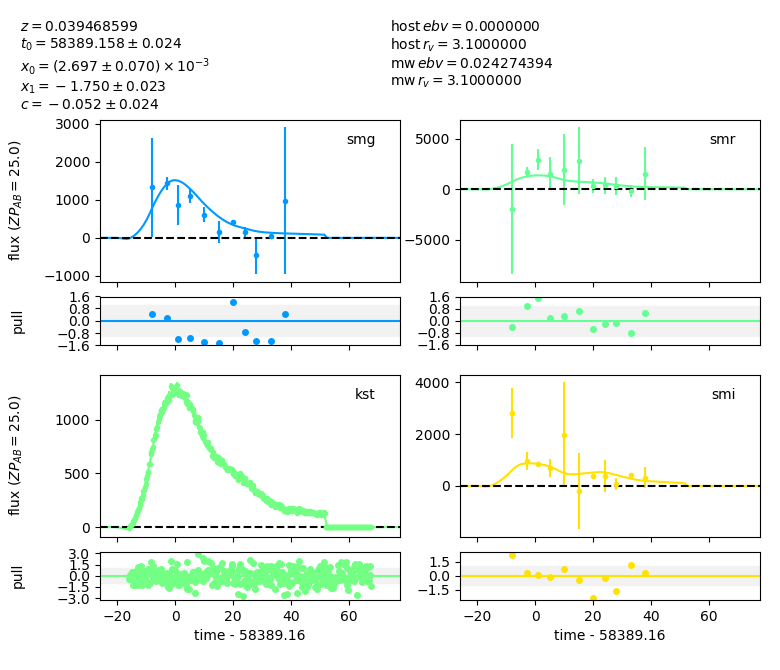 z = 0.039468599
t₀ = 58389.158 ± 0.024
x₀ = (2.697 ± 0.070) × 10⁻³
x₁ = −1.750 ± 0.023
c = −0.052 ± 0.024
host ebv = 0.0000000
host r_v = 3.1000000
mw ebv = 0.024274394
mw r_v = 3.1000000
smg
3000
2000
1000
0
−1000
flux (ZP_AB = 25.0)
smr
5000
0
−5000
1.6
0.8
0.0
−0.8
−1.6
pull
1.6
0.8
0.0
−0.8
−1.6
kst
1000
500
0
flux (ZP_AB = 25.0)
smi
4000
2000
0
3.0
1.5
0.0
−1.5
−3.0
pull
−20 0 20 40 60
time - 58389.16
1.5
0.0
−1.5
−20 0 20 40 60
time - 58389.16